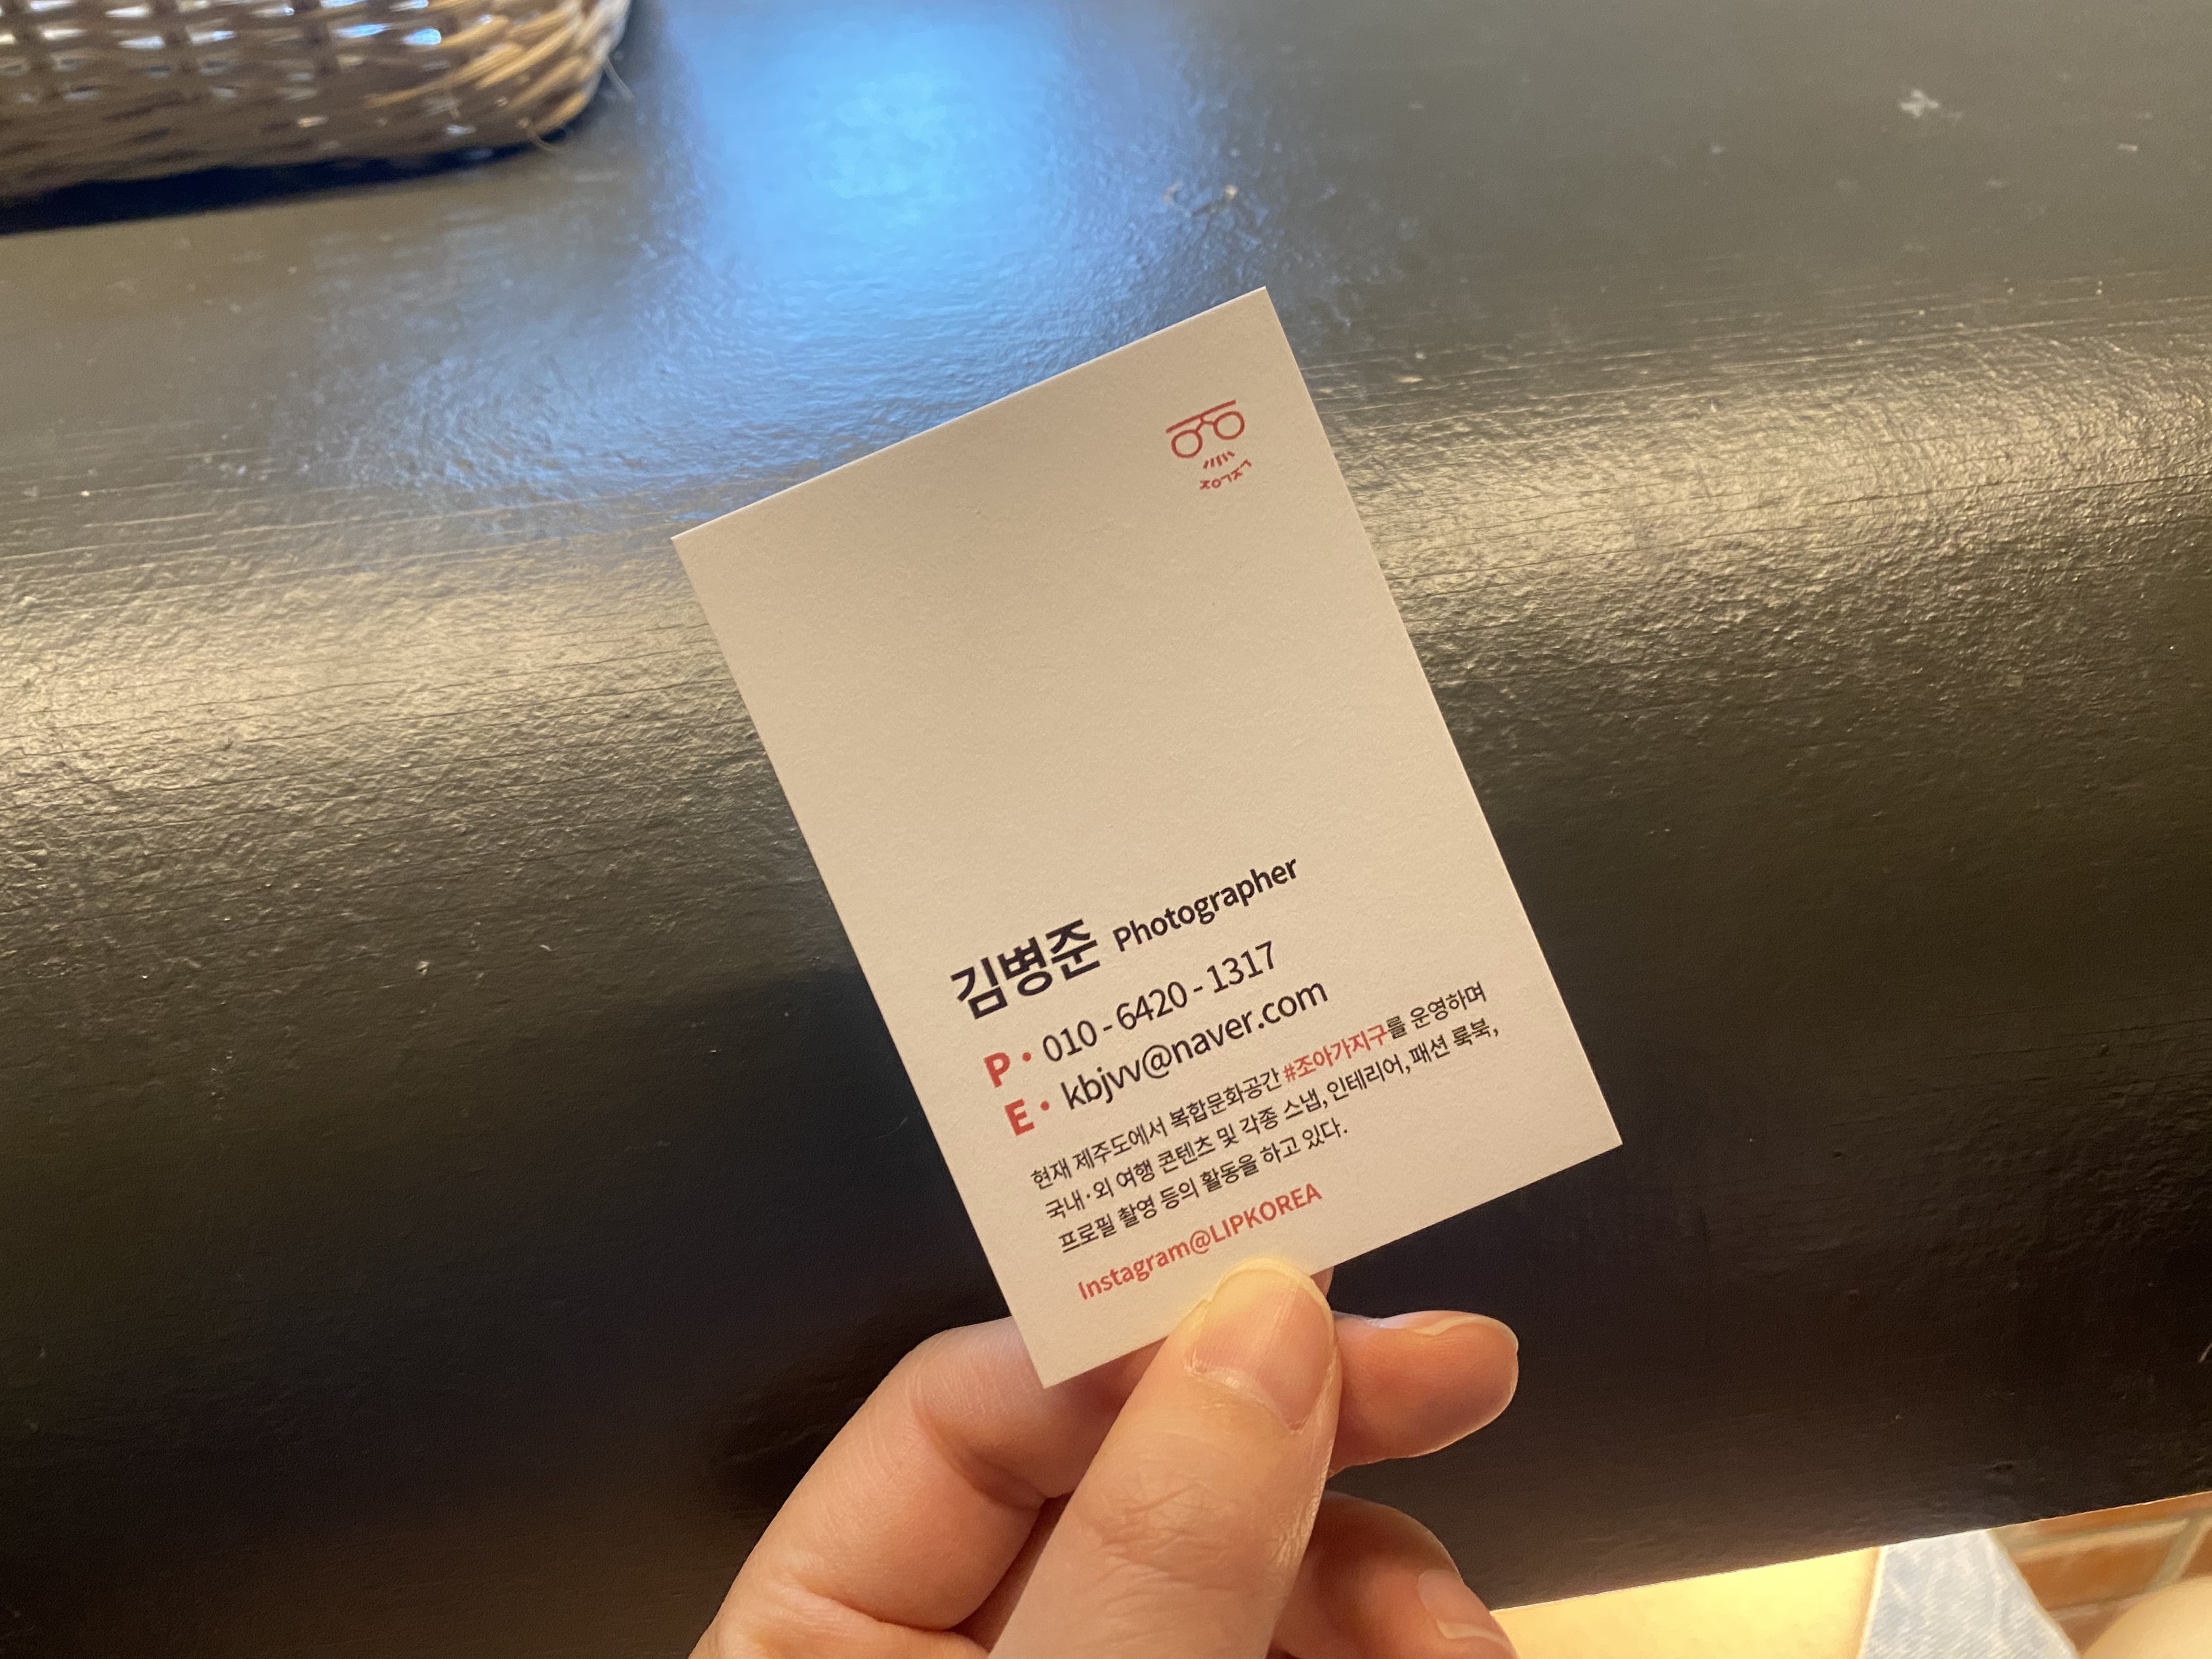 김병준 Photographer
P · 010 - 6420 - 1317
E · kbjvv@naver.com
현재 제주도에서 복합문화공간 #조아가지구를 운영하며
국내·외 여행 콘텐츠 및 각종 스냅, 인테리어, 패션 룩북,
프로필 촬영 등의 활동을 하고 있다.
Instagram@LIPKOREA